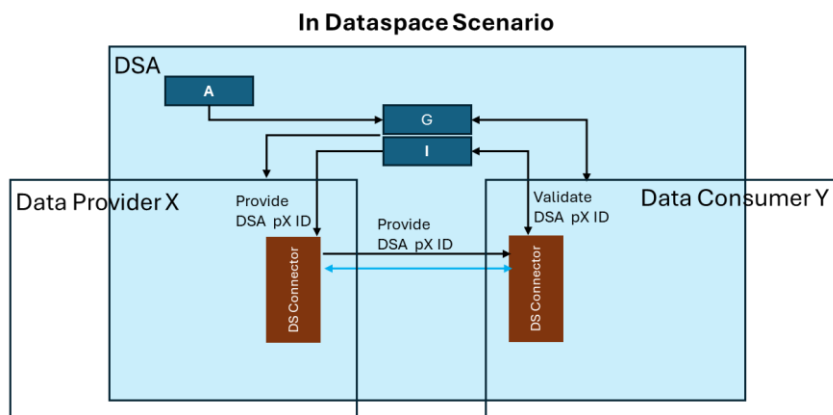 In Dataspace Scenario
DSA
A
G
I
Data Provider X
Provide
DSA pX ID
Provide
DSA pX ID
Validate
DSA pX ID
Data Consumer Y
DS Connector
DS Connector